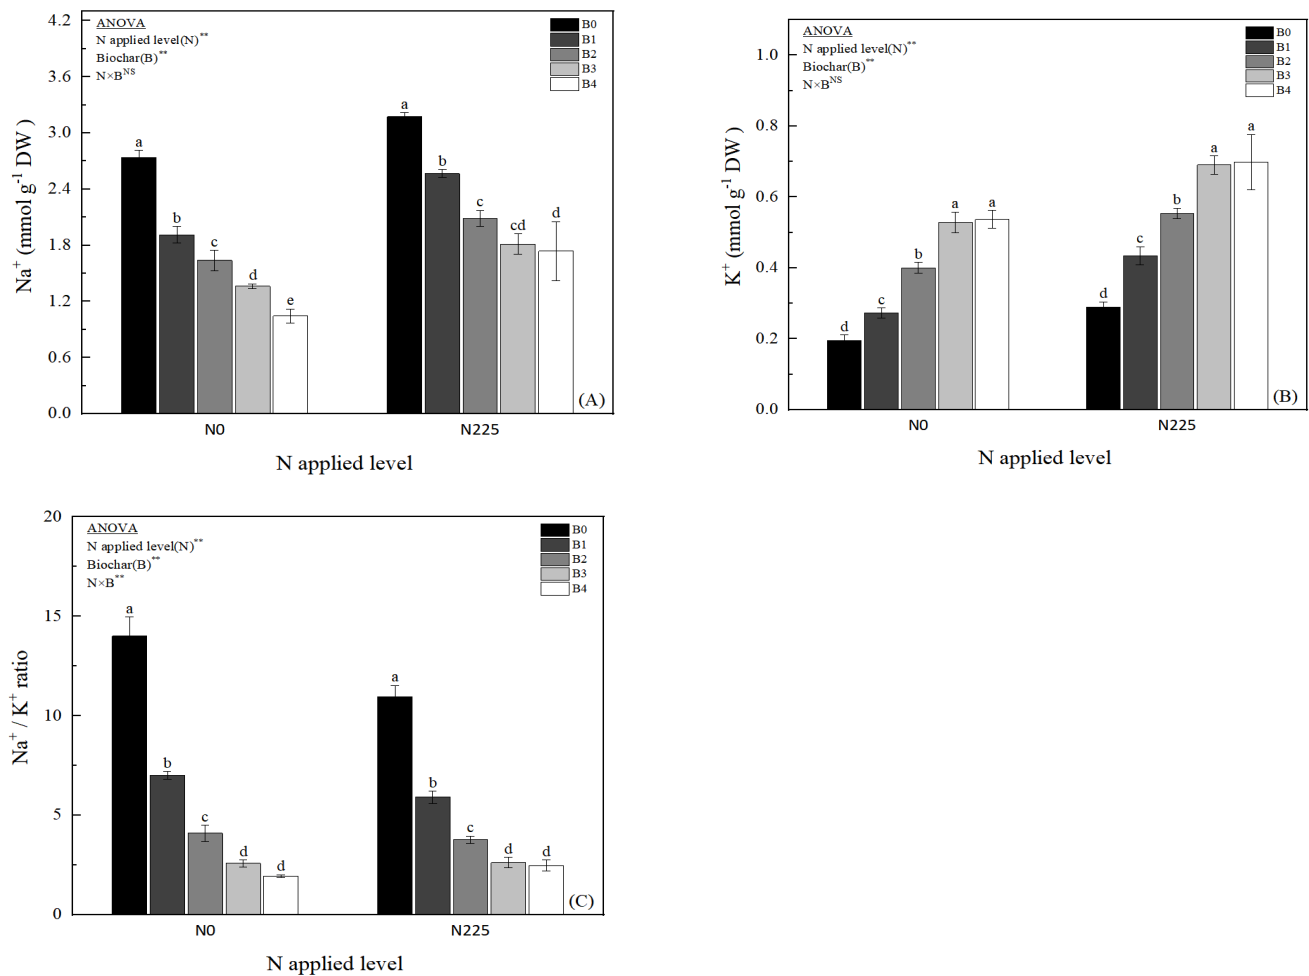 ANOVA
N applied level(N)**
Biochar(B)**
N×B^NS
B0
B1
B2
B3
B4
4.2
3.6
3.0
2.4
1.8
1.2
0.6
0.0
Na+ (mmol g-1 DW )
a
b
c
d
e
a
b
c
cd
d
(A)
N0
N225
N applied level
ANOVA
N applied level(N)**
Biochar(B)**
N×B^NS
B0
B1
B2
B3
B4
1.0
0.8
0.6
0.4
0.2
0.0
K+ (mmol g-1 DW)
d
c
b
a
a
d
c
b
a
a
(B)
N0
N225
N applied level
ANOVA
N applied level(N)**
Biochar(B)**
N×B**
B0
B1
B2
B3
B4
20
15
10
5
0
Na+ / K+ ratio
a
b
c
d
d
a
b
c
d
d
(C)
N0
N225
N applied level